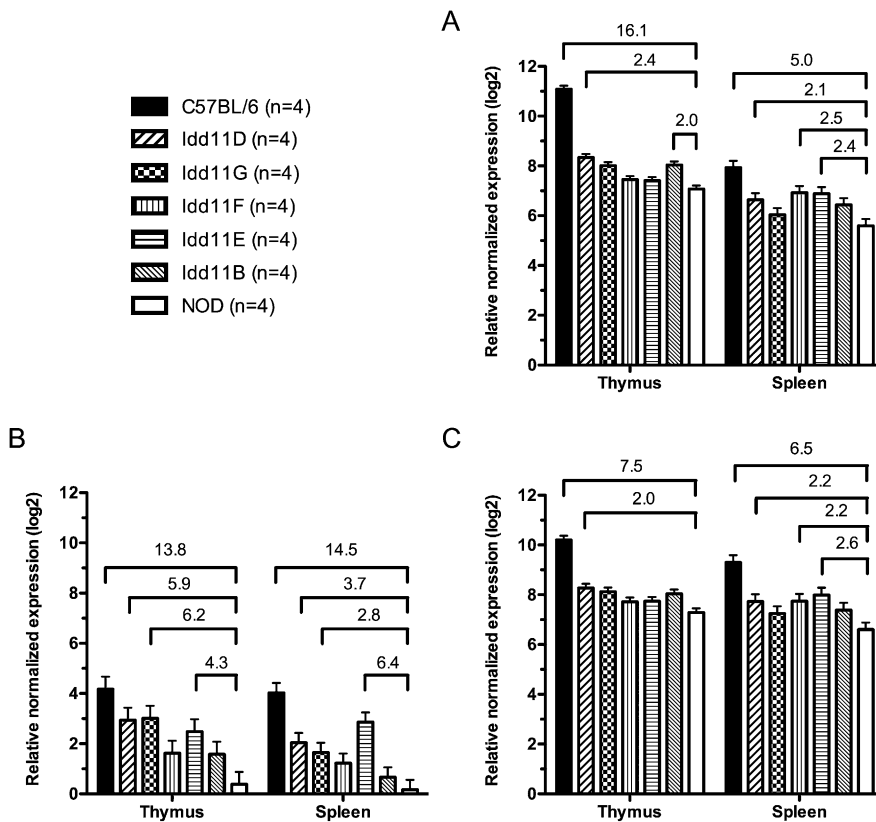 A
C57BL/6 (n=4)
Idd11D (n=4)
Idd11G (n=4)
Idd11F (n=4)
Idd11E (n=4)
Idd11B (n=4)
NOD (n=4)
Relative normalized expression (log2)
12
10
8
6
4
2
0
16.1
2.4
2.0
5.0
2.1
2.5
2.4
Thymus Spleen
B
Relative normalized expression (log2)
12
10
8
6
4
2
0
13.8
5.9
6.2
4.3
14.5
3.7
2.8
6.4
Thymus Spleen
C
Relative normalized expression (log2)
12
10
8
6
4
2
0
7.5
2.0
6.5
2.2
2.2
2.6
Thymus Spleen